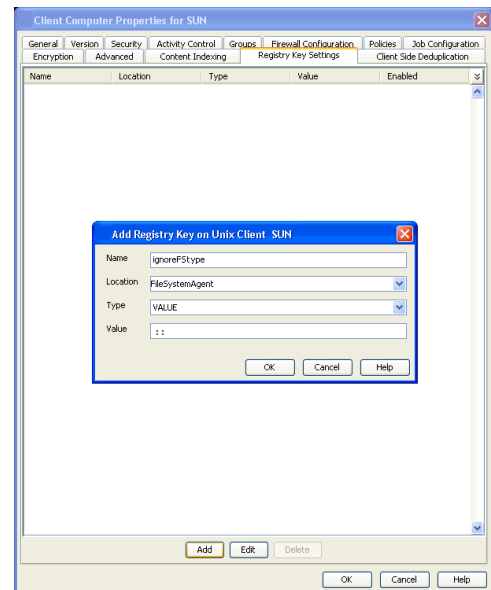 Client Computer Properties for SUN
General Version Security Activity Control Groups Firewall Configuration Policies Job Configuration
Encryption Advanced Content Indexing Registry Key Settings Client Side Deduplication
Name Location Type Value Enabled
Add Registry Key on Unix Client SUN
Name ignoreFStype
Location FileSystemAgent
Type VALUE
Value ::
OK Cancel Help
Add Edit Delete
OK Cancel Help